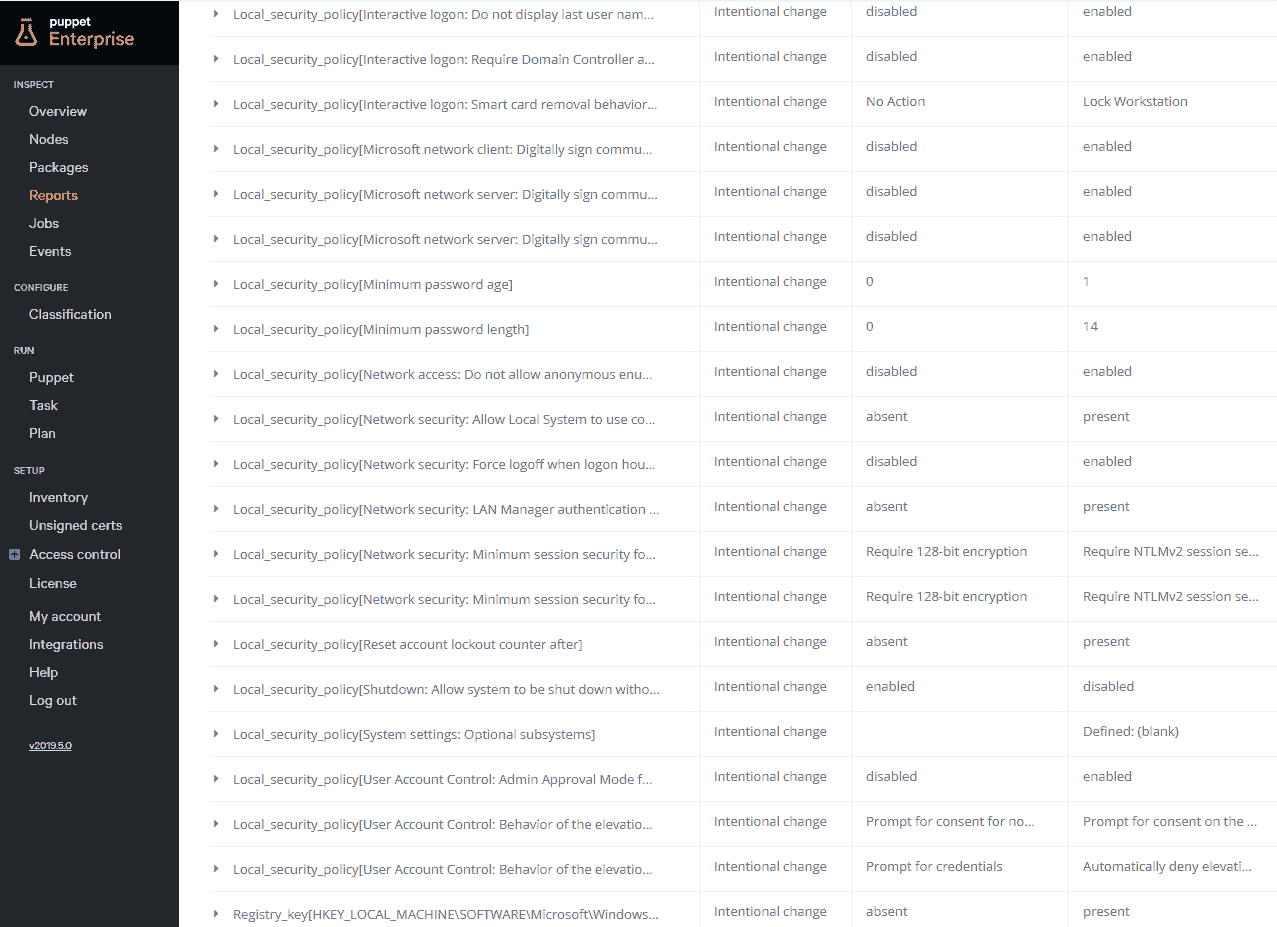 puppet
Enterprise
INSPECT
Overview
Nodes
Packages
Reports
Jobs
Events
CONFIGURE
Classification
RUN
Puppet
Task
Plan
SETUP
Inventory
Unsigned certs
Access control
License
My account
Integrations
Help
Log out
v2019.5.0
Local_security_policy[Interactive logon: Do not display last user nam... Intentional change disabled enabled
Local_security_policy[Interactive logon: Require Domain Controller a... Intentional change disabled enabled
Local_security_policy[Interactive logon: Smart card removal behavior... Intentional change No Action Lock Workstation
Local_security_policy[Microsoft network client: Digitally sign commu... Intentional change disabled enabled
Local_security_policy[Microsoft network server: Digitally sign commu... Intentional change disabled enabled
Local_security_policy[Microsoft network server: Digitally sign commu... Intentional change disabled enabled
Local_security_policy[Minimum password age] Intentional change 0 1
Local_security_policy[Minimum password length] Intentional change 0 14
Local_security_policy[Network access: Do not allow anonymous enu... Intentional change disabled enabled
Local_security_policy[Network security: Allow Local System to use co... Intentional change absent present
Local_security_policy[Network security: Force logoff when logon hou... Intentional change disabled enabled
Local_security_policy[Network security: LAN Manager authentication ... Intentional change absent present
Local_security_policy[Network security: Minimum session security fo... Intentional change Require 128-bit encryption Require NTLMv2 session se...
Local_security_policy[Network security: Minimum session security fo... Intentional change Require 128-bit encryption Require NTLMv2 session se...
Local_security_policy[Reset account lockout counter after] Intentional change absent present
Local_security_policy[Shutdown: Allow system to be shut down witho... Intentional change enabled disabled
Local_security_policy[System settings: Optional subsystems] Intentional change Defined: (blank)
Local_security_policy[User Account Control: Admin Approval Mode f... Intentional change disabled enabled
Local_security_policy[User Account Control: Behavior of the elevatio... Intentional change Prompt for consent for no... Prompt for consent on the ...
Local_security_policy[User Account Control: Behavior of the elevatio... Intentional change Prompt for credentials Automatically deny elevati...
Registry_key[HKEY_LOCAL_MACHINE\SOFTWARE\Microsoft\Windows... Intentional change absent present